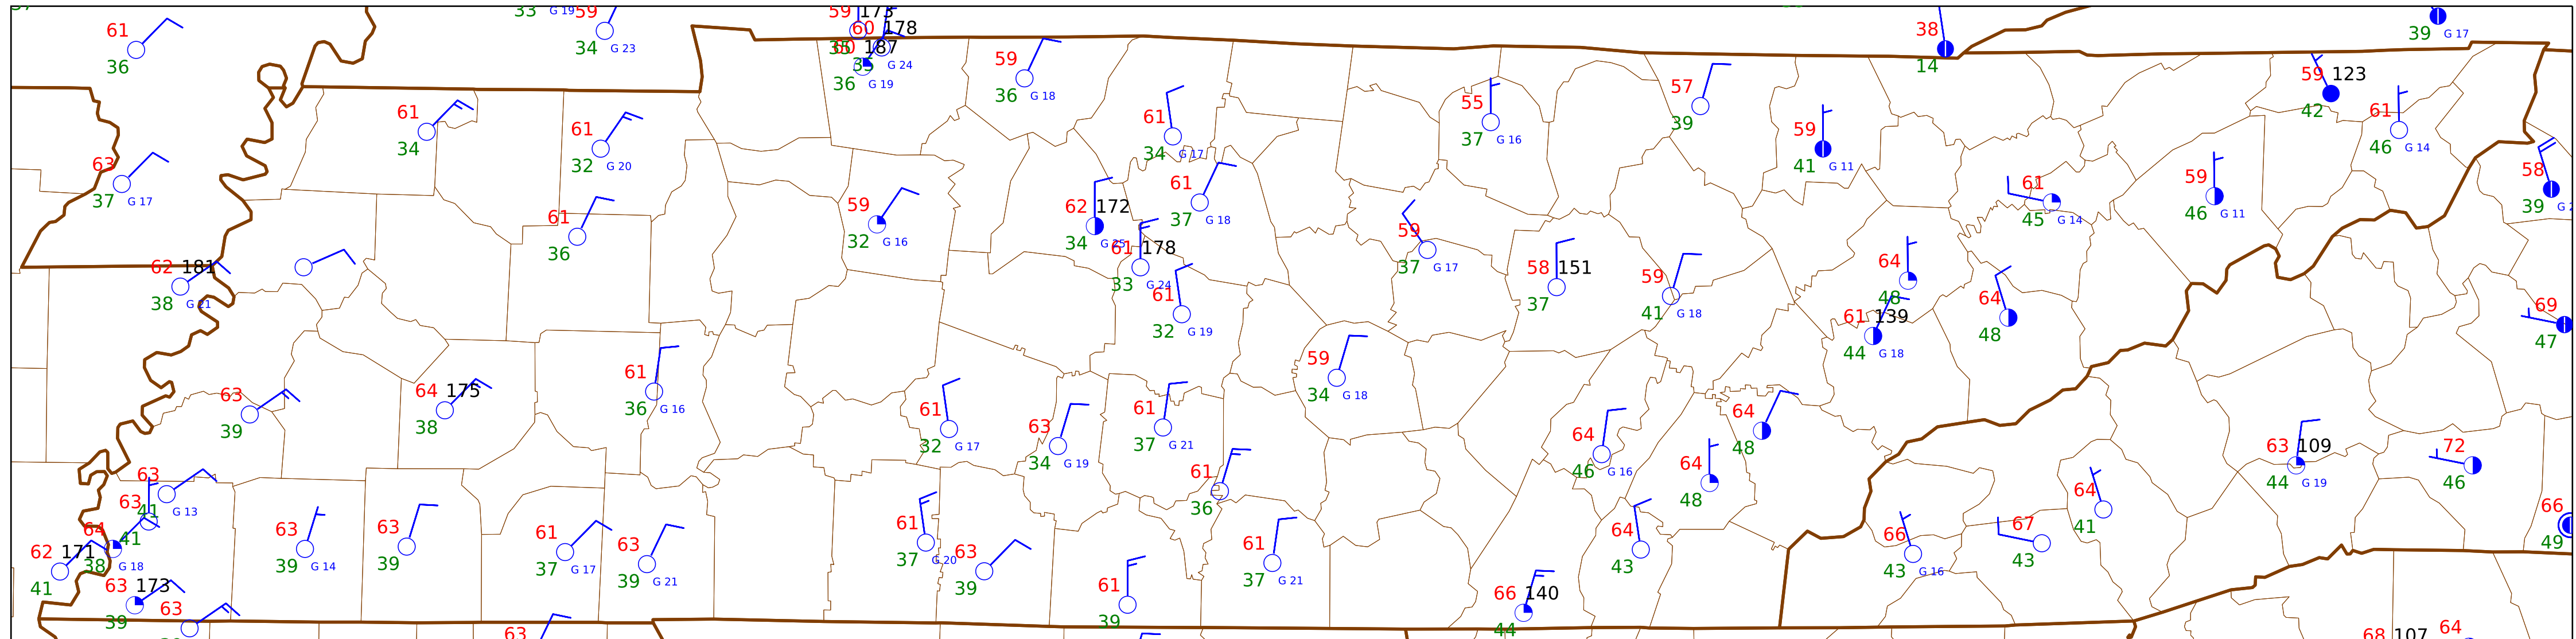 33 G 19 59 34 G 23
61 36
59 173 35
60 178 35 G 24
60 187 36 G 19
59 36 G 18
38 14
39 G 17
59 123 42
61 46 G 14
61 34
61 32 G 20
61 34 G 17
55 37 G 16
57 39
59 41 G 11
63 37 G 17
61 36
59 32 G 16
62 172 34 G 25
61 37 G 18
59 37 G 17
61 45 G 14
59 46 G 11
58 39
62 181 38 G 21
61 178 33 G 24
61 32 G 19
58 151 37
59 41 G 18
64 48
61 139 44 G 18
64 48
69 47
63 39
64 175 38
61 36 G 16
61 32 G 17
63 34 G 19
61 37 G 21
59 34 G 18
64 46 G 16
64 48
64 48
63 109 44 G 19
72 46
63 41 G 13
63 41
64 38 G 18
62 171 41
63 173 39
63
63 39 G 14
63 39
61 37 G 17
63 39 G 21
61 37 G 20
63 39
61 39
61 36
61 37 G 21
66 140 44
64 43
66 43 G 16
67 43
64 41
66 49
63
68 107
64